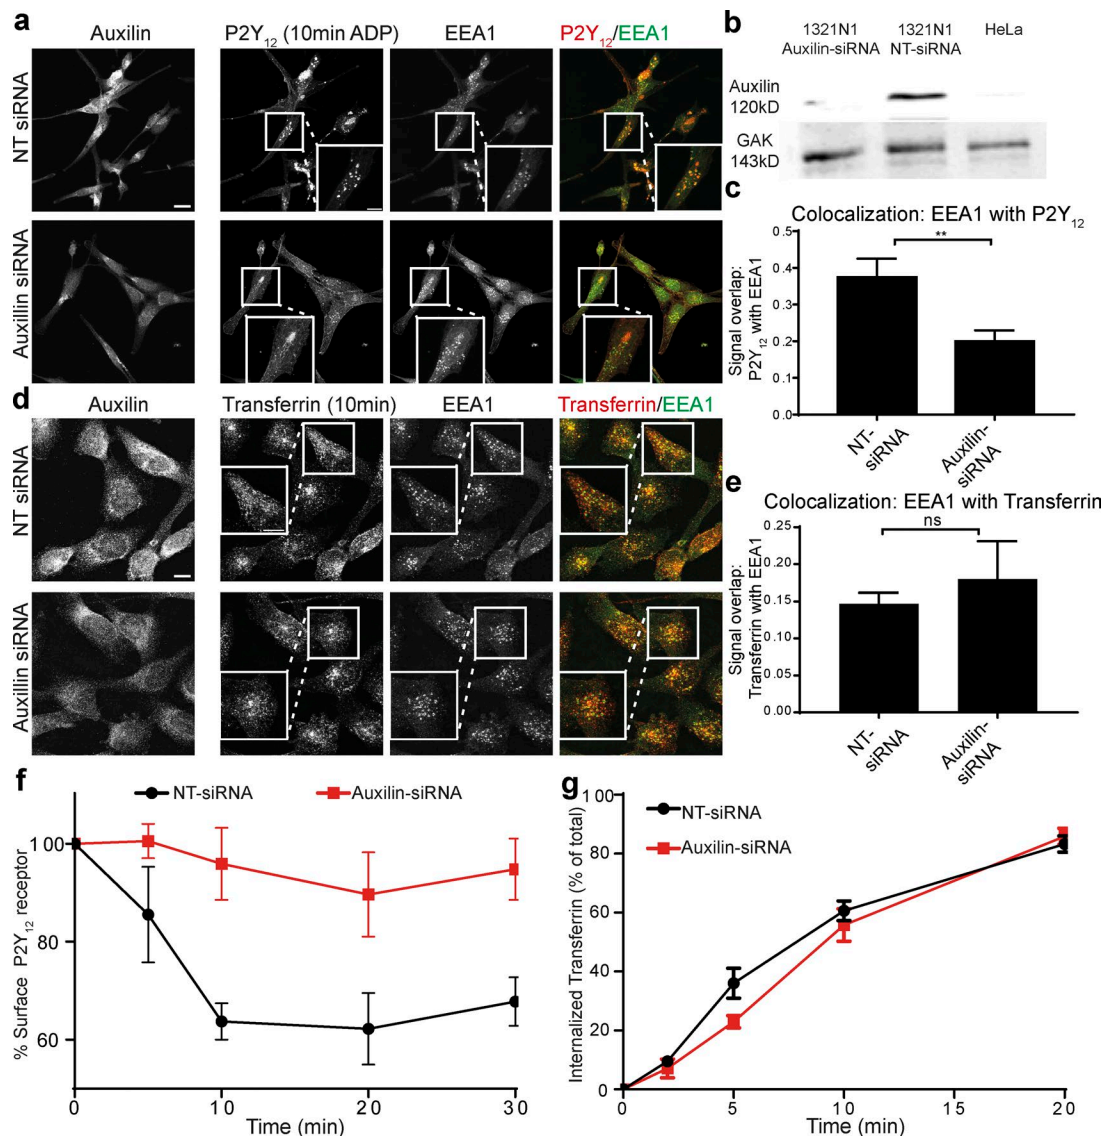 a
Auxilin
P2Y12 (10min ADP)
EEA1
P2Y12/EEA1
NT siRNA
Auxillin siRNA
b
1321N1
Auxilin-siRNA
1321N1
NT-siRNA
HeLa
Auxilin
120kD
GAK
143kD
c
Colocalization: EEA1 with P2Y12
Signal overlap:
P2Y12 with EEA1
0.5
0.4
0.3
0.2
0.1
0.0
**
NT-
siRNA
Auxilin-
siRNA
d
Auxilin
Transferrin (10min)
EEA1
Transferrin/EEA1
NT siRNA
Auxillin siRNA
e
Colocalization: EEA1 with Transferrin
Signal overlap:
Transferrin with EEA1
0.25
0.20
0.15
0.10
0.05
0.00
ns
NT-
siRNA
Auxilin-
siRNA
f
NT-siRNA
Auxilin-siRNA
% Surface P2Y12 receptor
100
80
60
0 10 20 30
Time (min)
g
NT-siRNA
Auxilin-siRNA
Internalized Transferrin (% of total)
100
80
60
40
20
0
0 5 10 15 20
Time (min)